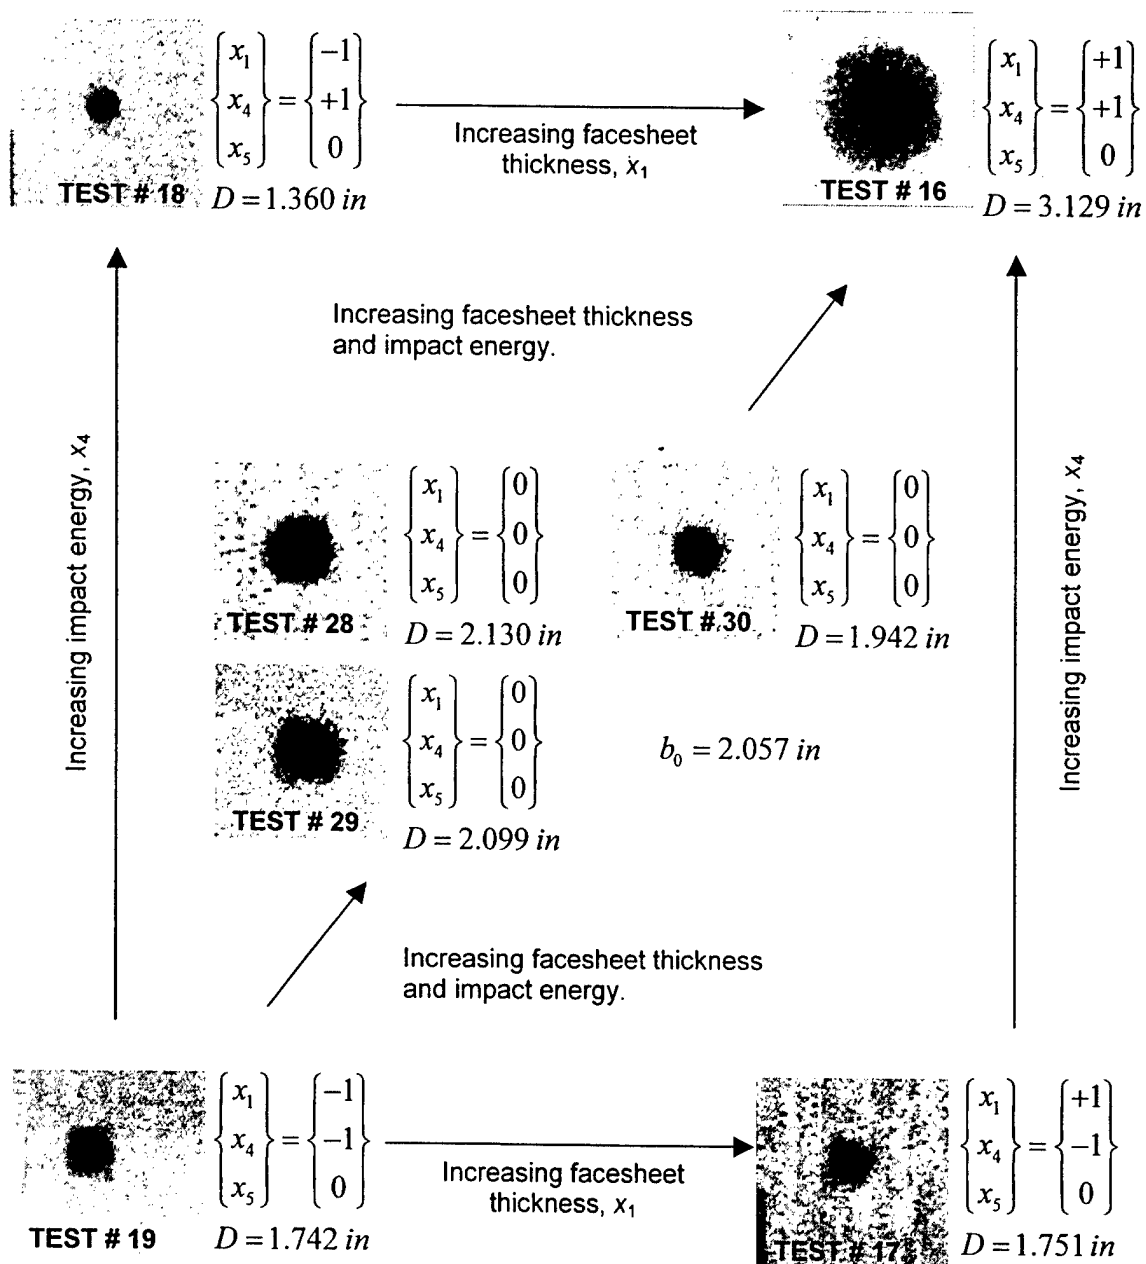 {x₁ x₄ x₅} = {−1 +1 0}
TEST # 18
D = 1.360 in
Increasing facesheet
thickness, x₁
{x₁ x₄ x₅} = {+1 +1 0}
TEST # 16
D = 3.129 in
Increasing facesheet thickness
and impact energy.
Increasing impact energy, x₄
{x₁ x₄ x₅} = {0 0 0}
TEST # 28
D = 2.130 in
{x₁ x₄ x₅} = {0 0 0}
TEST # 30
D = 1.942 in
Increasing impact energy, x₄
{x₁ x₄ x₅} = {0 0 0}
TEST # 29
D = 2.099 in
b₀ = 2.057 in
Increasing facesheet thickness
and impact energy.
{x₁ x₄ x₅} = {−1 −1 0}
TEST # 19
D = 1.742 in
Increasing facesheet
thickness, x₁
{x₁ x₄ x₅} = {+1 −1 0}
TEST # 17
D = 1.751 in